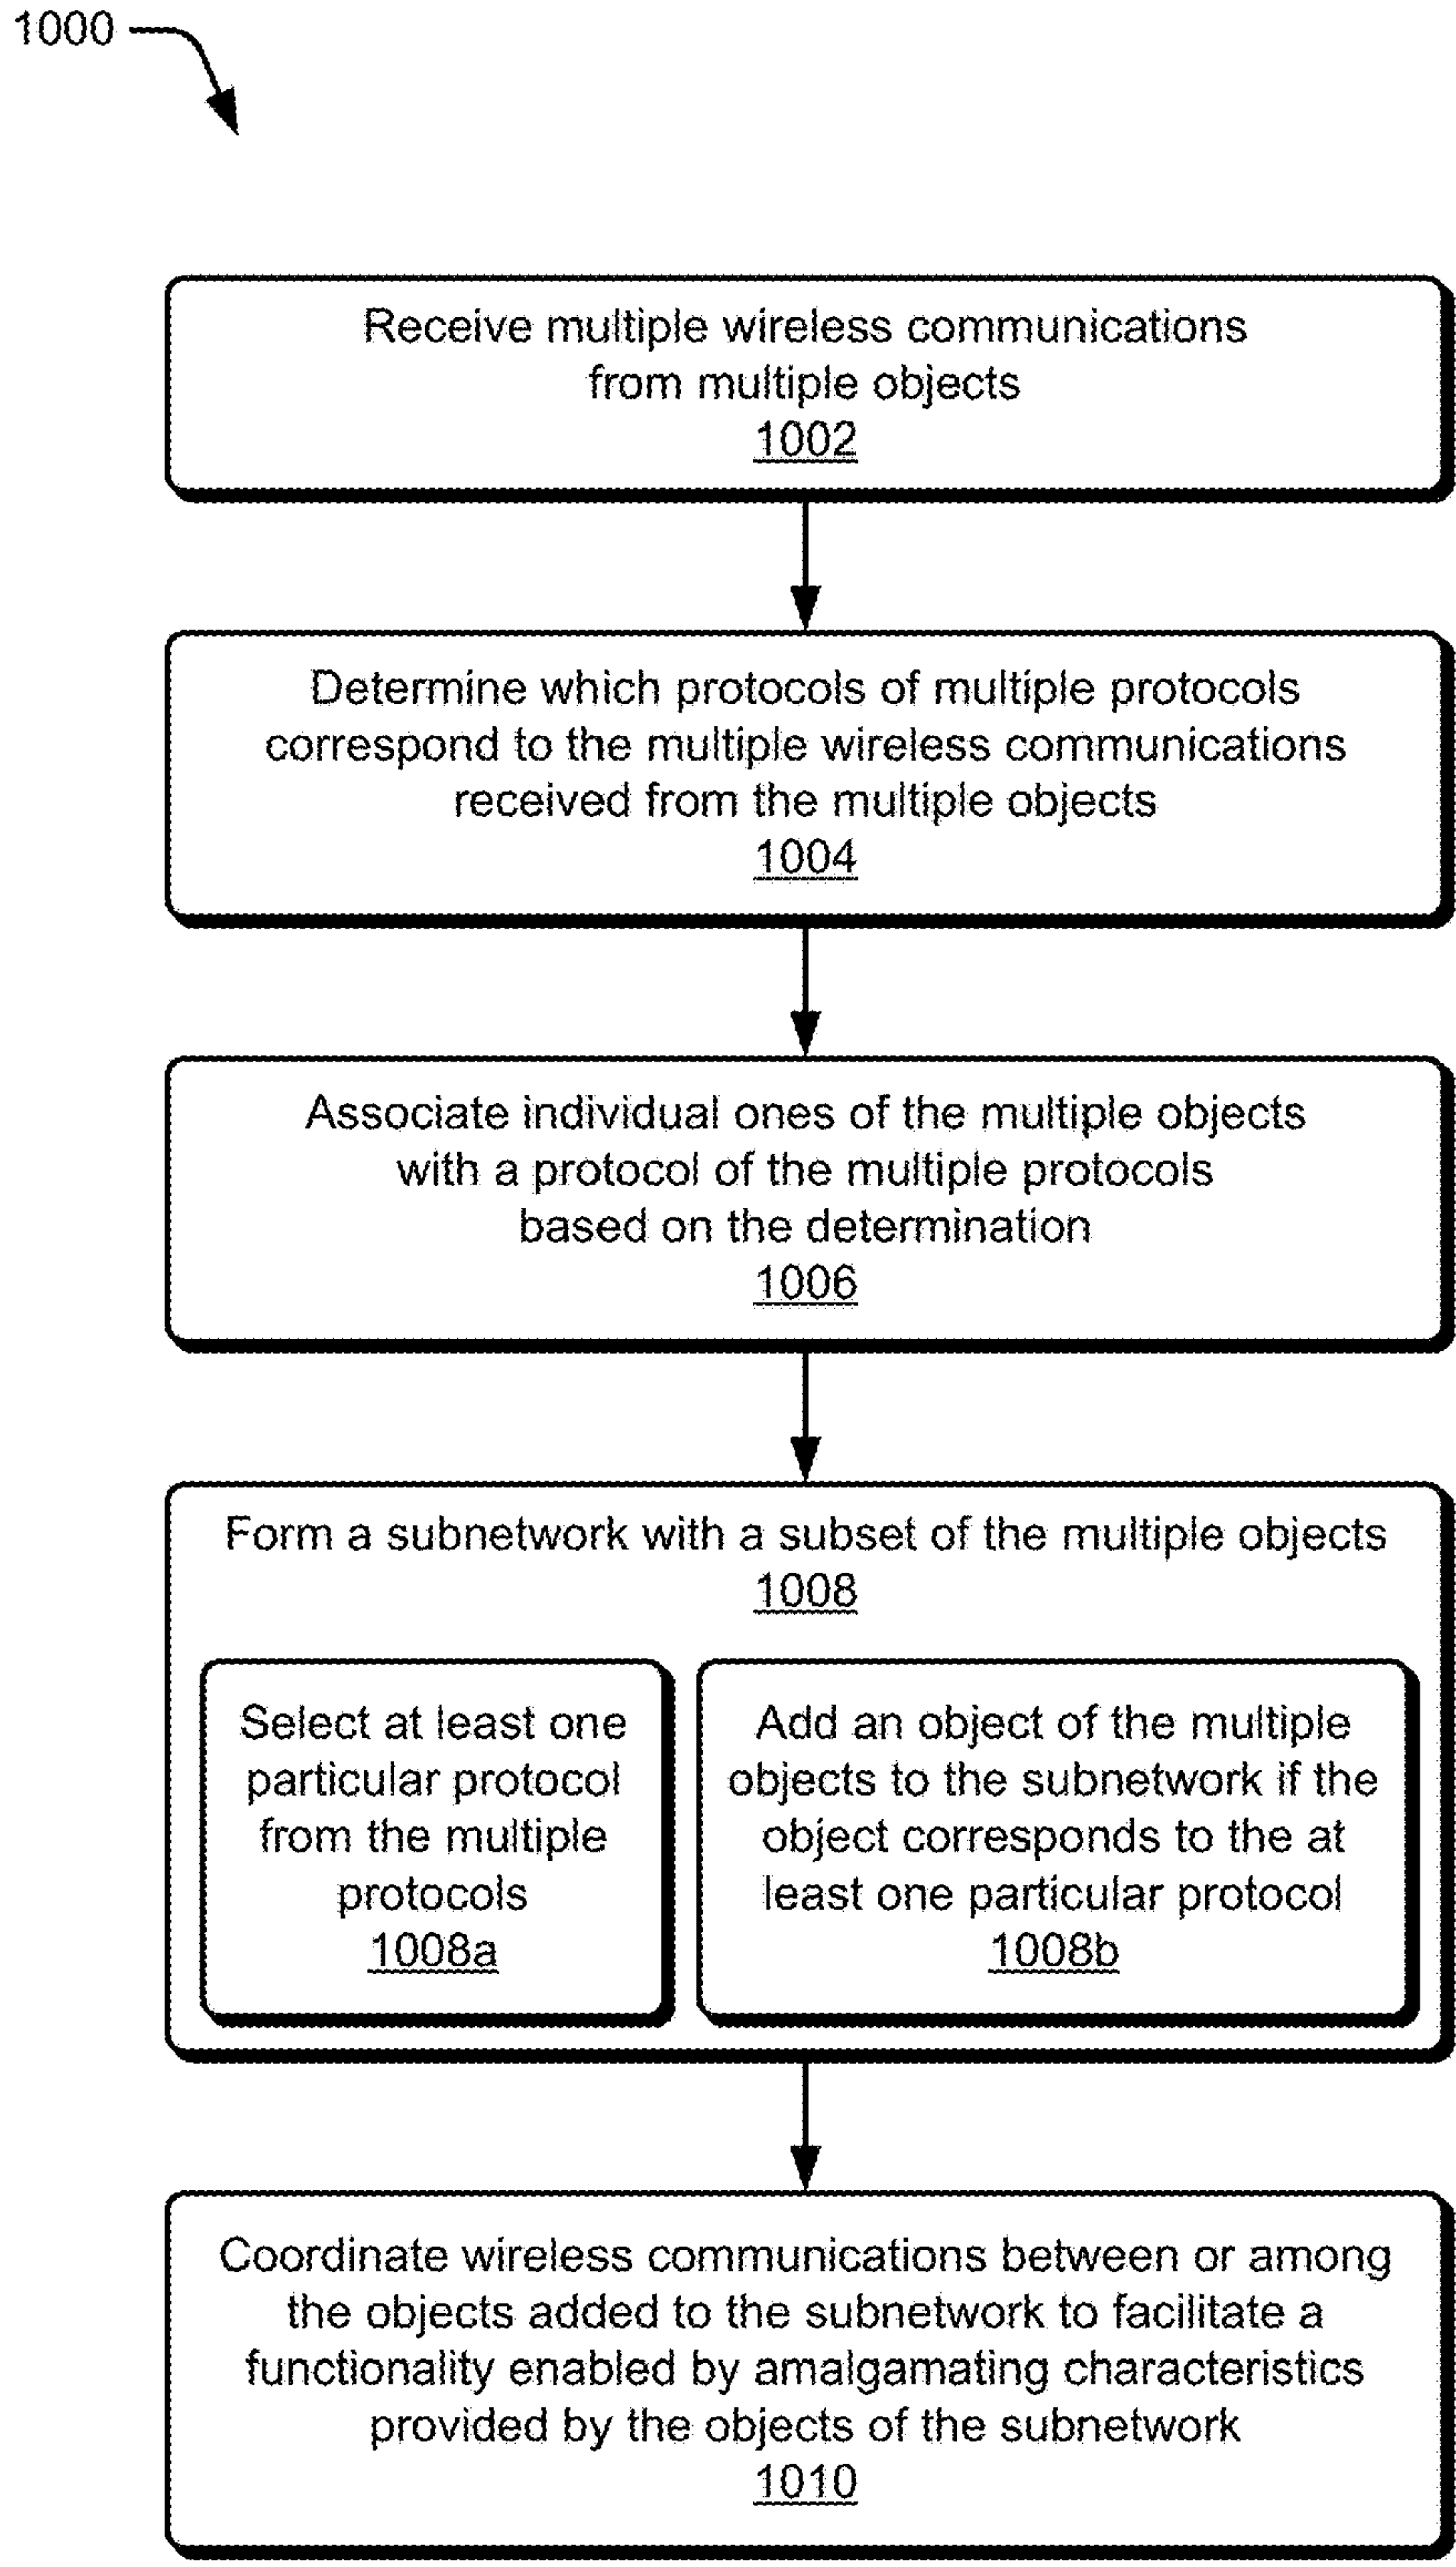 1000
Receive multiple wireless communications
from multiple objects
1002
Determine which protocols of multiple protocols
correspond to the multiple wireless communications
received from the multiple objects
1004
Associate individual ones of the multiple objects
with a protocol of the multiple protocols
based on the determination
1006
Form a subnetwork with a subset of the multiple objects
1008
Select at least one
particular protocol
from the multiple
protocols
1008a
Add an object of the multiple
objects to the subnetwork if the
object corresponds to the at
least one particular protocol
1008b
Coordinate wireless communications between or among
the objects added to the subnetwork to facilitate a
functionality enabled by amalgamating characteristics
provided by the objects of the subnetwork
1010